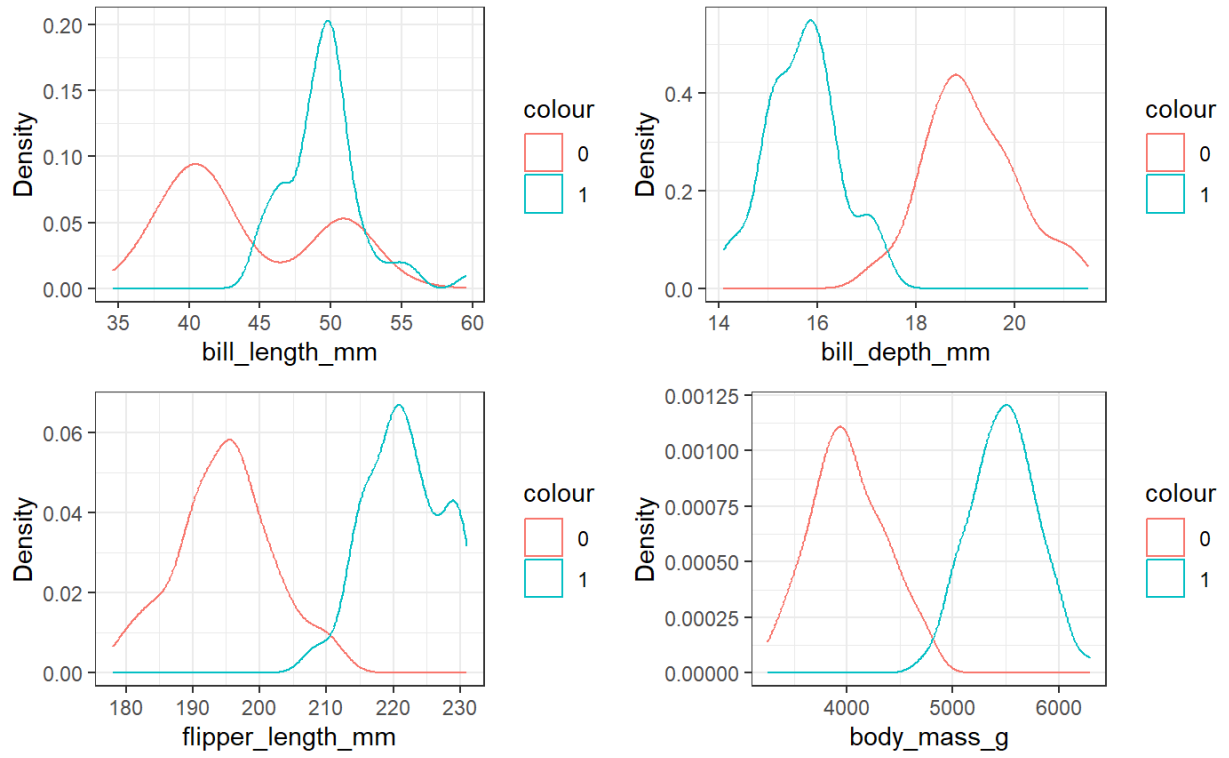 0.20
0.15
0.10
0.05
0.00
Density
35 40 45 50 55 60
bill_length_mm
colour
0
1
0.4
0.2
0.0
Density
14 16 18 20
bill_depth_mm
colour
0
1
0.06
0.04
0.02
0.00
Density
180 190 200 210 220 230
flipper_length_mm
colour
0
1
0.00125
0.00100
0.00075
0.00050
0.00025
0.00000
Density
4000 5000 6000
body_mass_g
colour
0
1